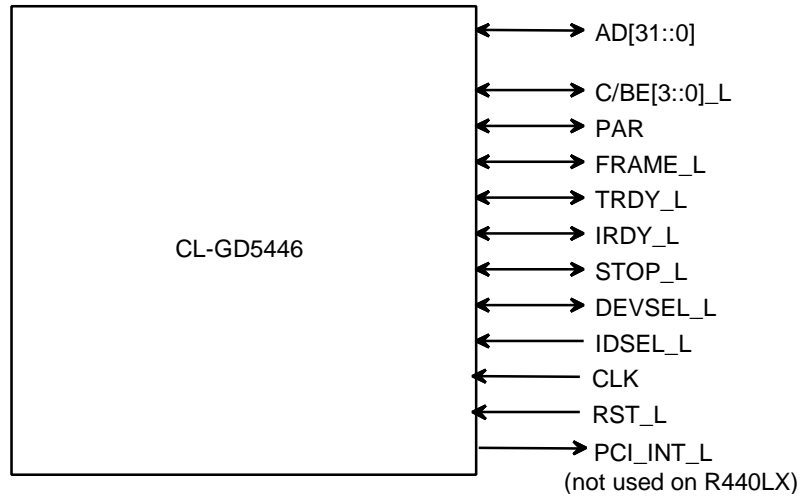 AD[31::0]
C/BE[3::0]_L
PAR
FRAME_L
TRDY_L
IRDY_L
CL-GD5446
STOP_L
DEVSEL_L
IDSEL_L
CLK
RST_L
PCI_INT_L
(not used on R440LX)